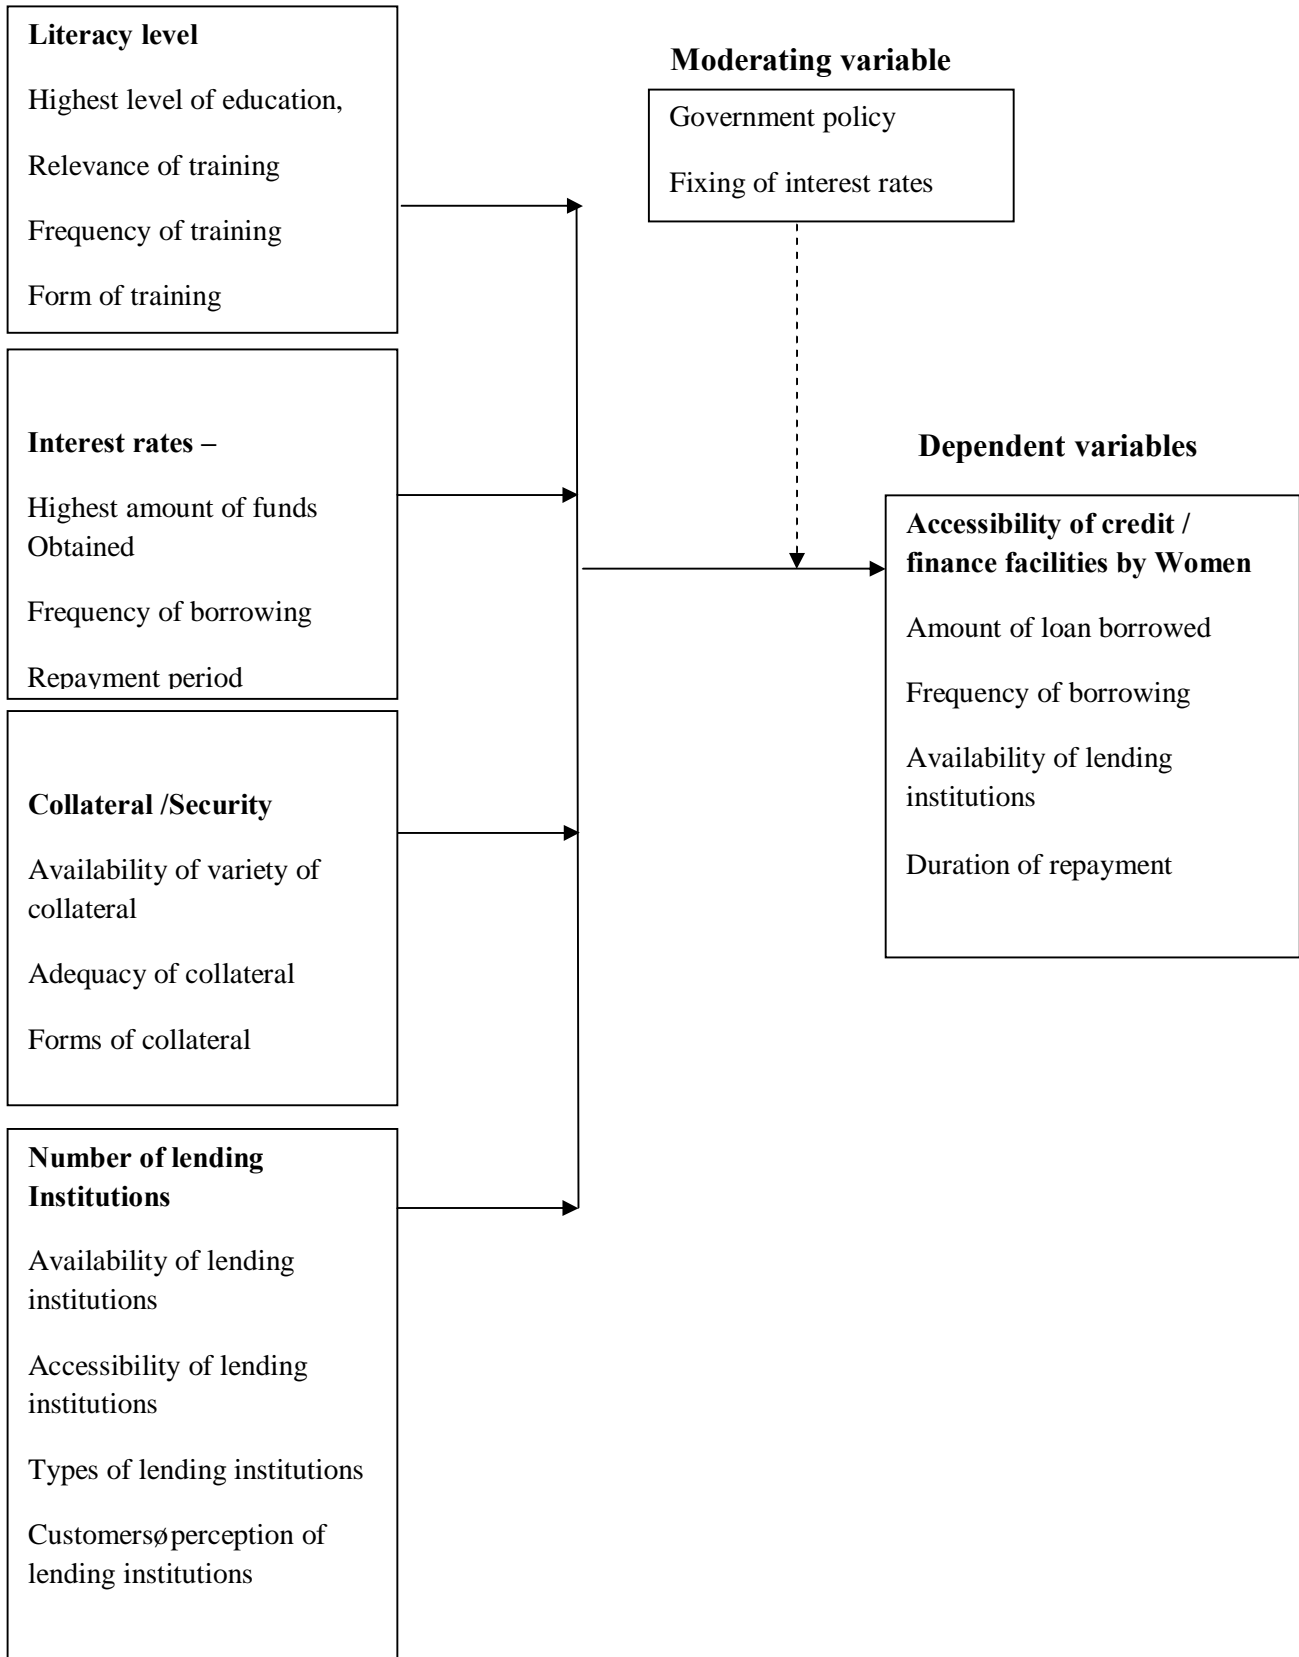 Literacy level
Highest level of education,
Relevance of training
Frequency of training
Form of training
Interest rates –
Highest amount of funds
Obtained
Frequency of borrowing
Repayment period
Collateral /Security
Availability of variety of
collateral
Adequacy of collateral
Forms of collateral
Number of lending
Institutions
Availability of lending
institutions
Accessibility of lending
institutions
Types of lending institutions
Customersø perception of
lending institutions
Moderating variable
Government policy
Fixing of interest rates
Dependent variables
Accessibility of credit /
finance facilities by Women
Amount of loan borrowed
Frequency of borrowing
Availability of lending
institutions
Duration of repayment